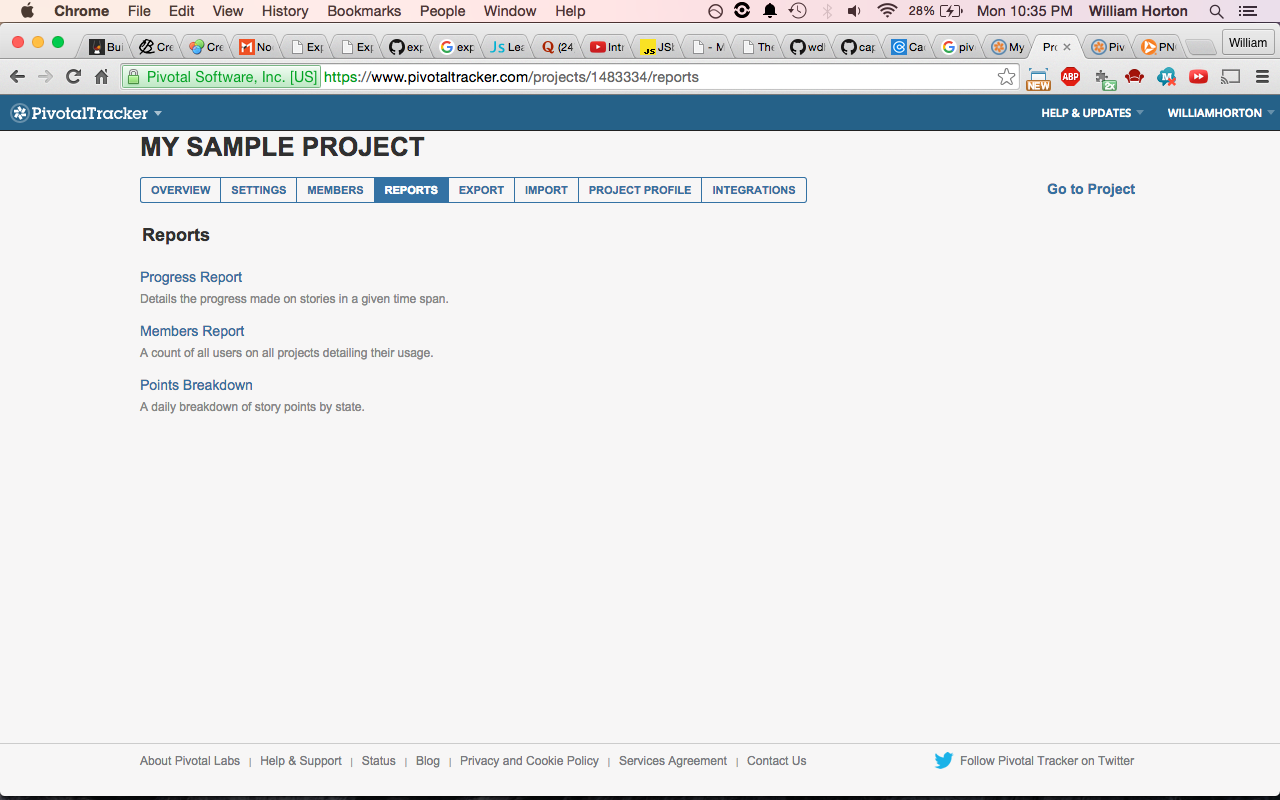 Chrome File Edit View History Bookmarks People Window Help 28% Mon 10:35 PM William Horton
Bui Cre Cre No Exp Exp exp exp Js Lea Q (24 Intr JS JSI - M The wdl cap Ca pive My Pro Piv PNG William
Pivotal Software, Inc. [US] https://www.pivotaltracker.com/projects/1483334/reports NEW ABP 2x M
PivotalTracker HELP & UPDATES WILLIAMHORTON
MY SAMPLE PROJECT
OVERVIEW SETTINGS MEMBERS REPORTS EXPORT IMPORT PROJECT PROFILE INTEGRATIONS Go to Project
Reports
Progress Report
Details the progress made on stories in a given time span.
Members Report
A count of all users on all projects detailing their usage.
Points Breakdown
A daily breakdown of story points by state.
About Pivotal Labs | Help & Support | Status | Blog | Privacy and Cookie Policy | Services Agreement | Contact Us Follow Pivotal Tracker on Twitter